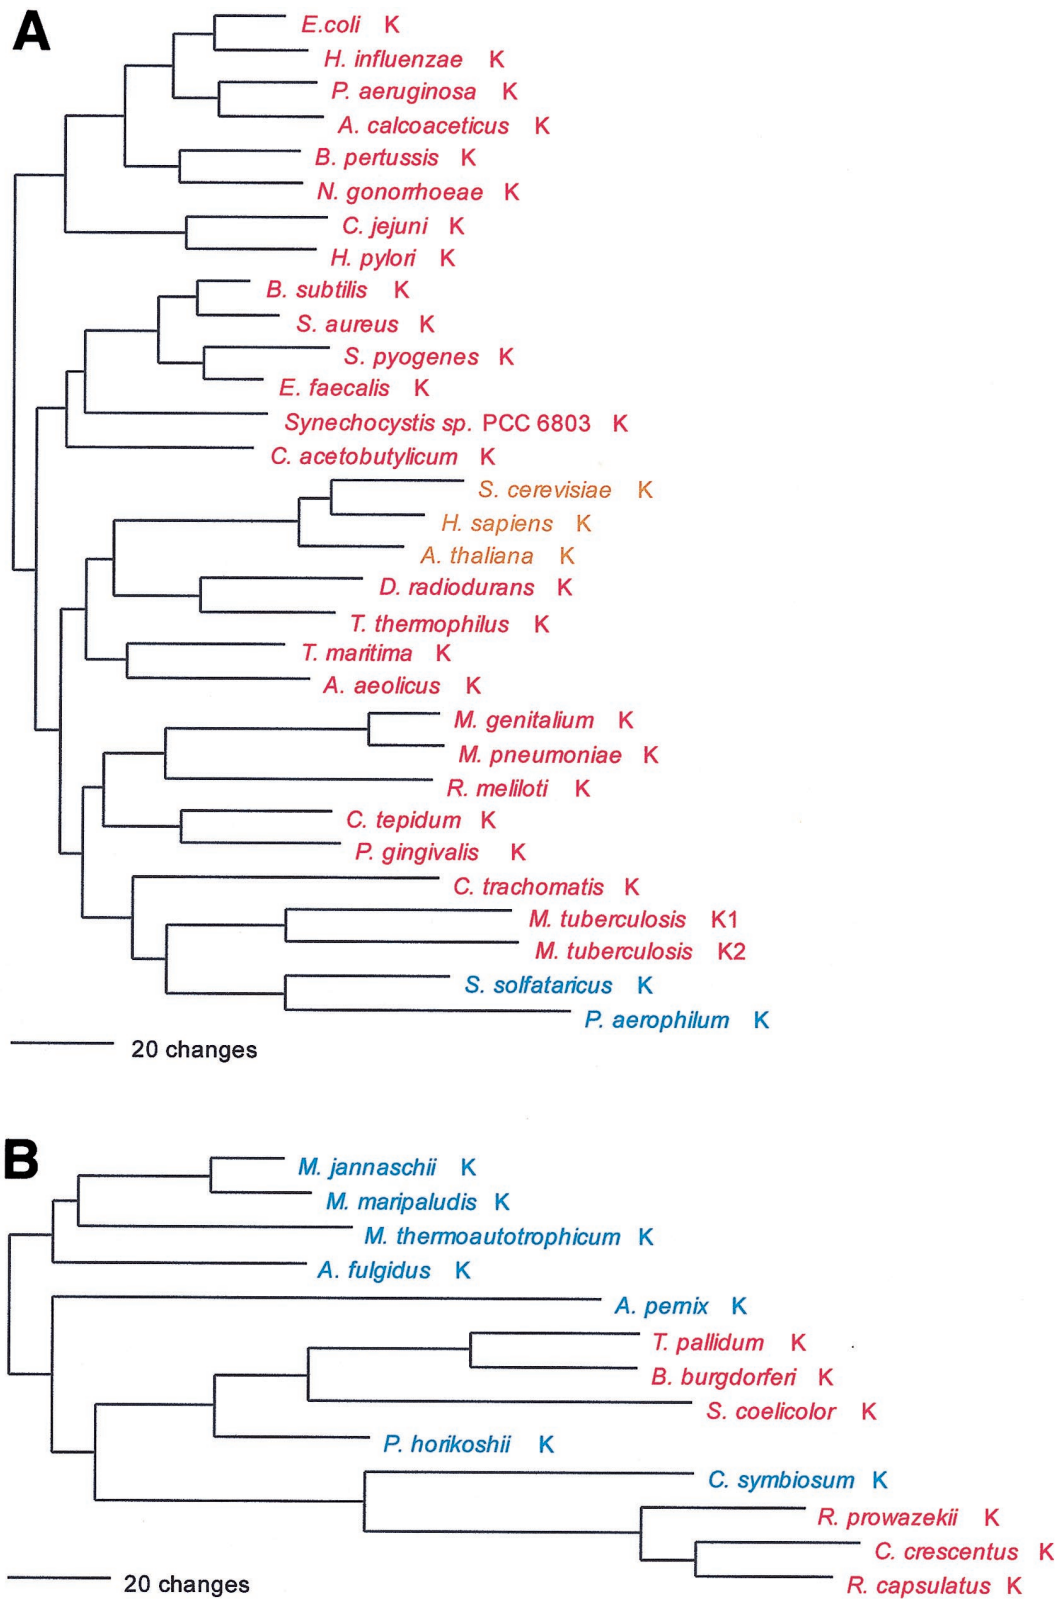 A
E.coli K
H. influenzae K
P. aeruginosa K
A. calcoaceticus K
B. pertussis K
N. gonorrhoeae K
C. jejuni K
H. pylori K
B. subtilis K
S. aureus K
S. pyogenes K
E. faecalis K
Synechocystis sp. PCC 6803 K
C. acetobutylicum K
S. cerevisiae K
H. sapiens K
A. thaliana K
D. radiodurans K
T. thermophilus K
T. maritima K
A. aeolicus K
M. genitalium K
M. pneumoniae K
R. meliloti K
C. tepidum K
P. gingivalis K
C. trachomatis K
M. tuberculosis K1
M. tuberculosis K2
S. solfataricus K
P. aerophilum K
20 changes
B
M. jannaschii K
M. maripaludis K
M. thermoautotrophicum K
A. fulgidus K
A. pernix K
T. pallidum K
B. burgdorferi K
S. coelicolor K
P. horikoshii K
C. symbiosum K
R. prowazekii K
C. crescentus K
R. capsulatus K
20 changes